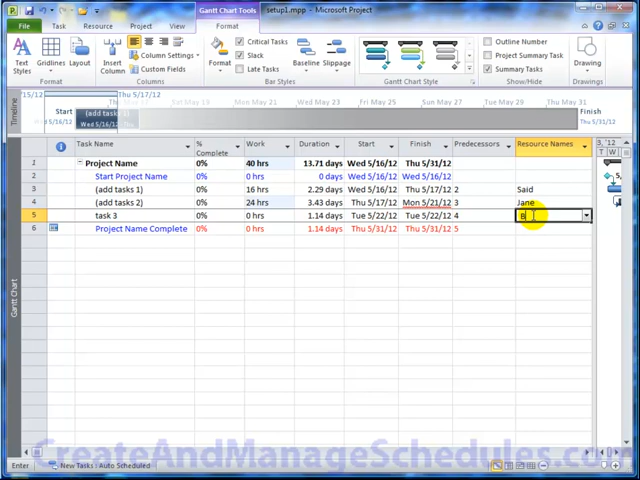 Gantt Chart Tools setup1.mpp - Microsoft Project
File Task Resource Project View Format
Text Styles Gridlines Layout Insert Column Column Settings Custom Fields Format Critical Tasks Slack Late Tasks Baseline Slippage Outline Number Project Summary Task Summary Tasks Drawing
Format Columns Bar Styles Gantt Chart Style Show/Hide
15/12 Thu May 17/12 Sat May 19 Mon May 21 Wed May 23 Fri May 25 Sun May 27 Tue May 29 Thu May 31
Timeline Start (add tasks 1) Finish
Wed 5/16/12
Task Name % Complete Work Duration Start Finish Predecessors Resource Names 3, '12
T W
1 Project Name 0% 40 hrs 13.71 days Wed 5/16/12 Thu 5/31/12
2 Start Project Name 0% 0 hrs 0 days Wed 5/16/12 Wed 5/16/12
3 (add tasks 1) 0% 16 hrs 2.29 days Wed 5/16/12 Thu 5/17/12 2 Said
4 (add tasks 2) 0% 24 hrs 3.43 days Thu 5/17/12 Mon 5/21/12 3 Jane
5 task 3 0% 0 hrs 1.14 days Tue 5/22/12 Tue 5/22/12 4 B
6 Project Name Complete 0% 0 hrs 1.14 days Thu 5/31/12 Thu 5/31/12 5
Gantt Chart
CreateAndManageSchedules.com
Enter New Tasks : Auto Scheduled